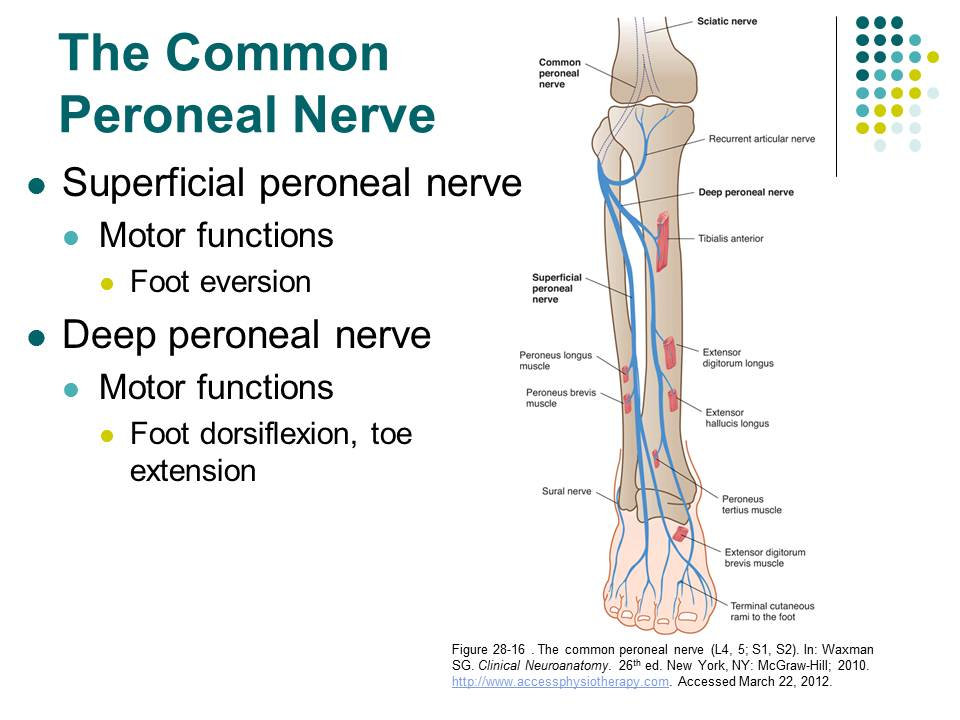 The Common
Peroneal Nerve
Superficial peroneal nerve
Motor functions
Foot eversion
Deep peroneal nerve
Motor functions
Foot dorsiflexion, toe
extension
Sciatic nerve
Common
peroneal
nerve
Recurrent articular nerve
Deep peroneal nerve
Tibialis anterior
Superficial
peroneal
nerve
Peroneus longus
muscle
Extensor
digitorum longus
Peroneus brevis
muscle
Extensor
hallucis longus
Sural nerve
Peroneus
tertius muscle
Extensor digitorum
brevis muscle
Terminal cutaneous
rami to the foot
Figure 28-16 . The common peroneal nerve (L4, 5; S1, S2). In: Waxman
SG. Clinical Neuroanatomy. 26th ed. New York, NY: McGraw-Hill; 2010.
http://www.accessphysiotherapy.com. Accessed March 22, 2012.